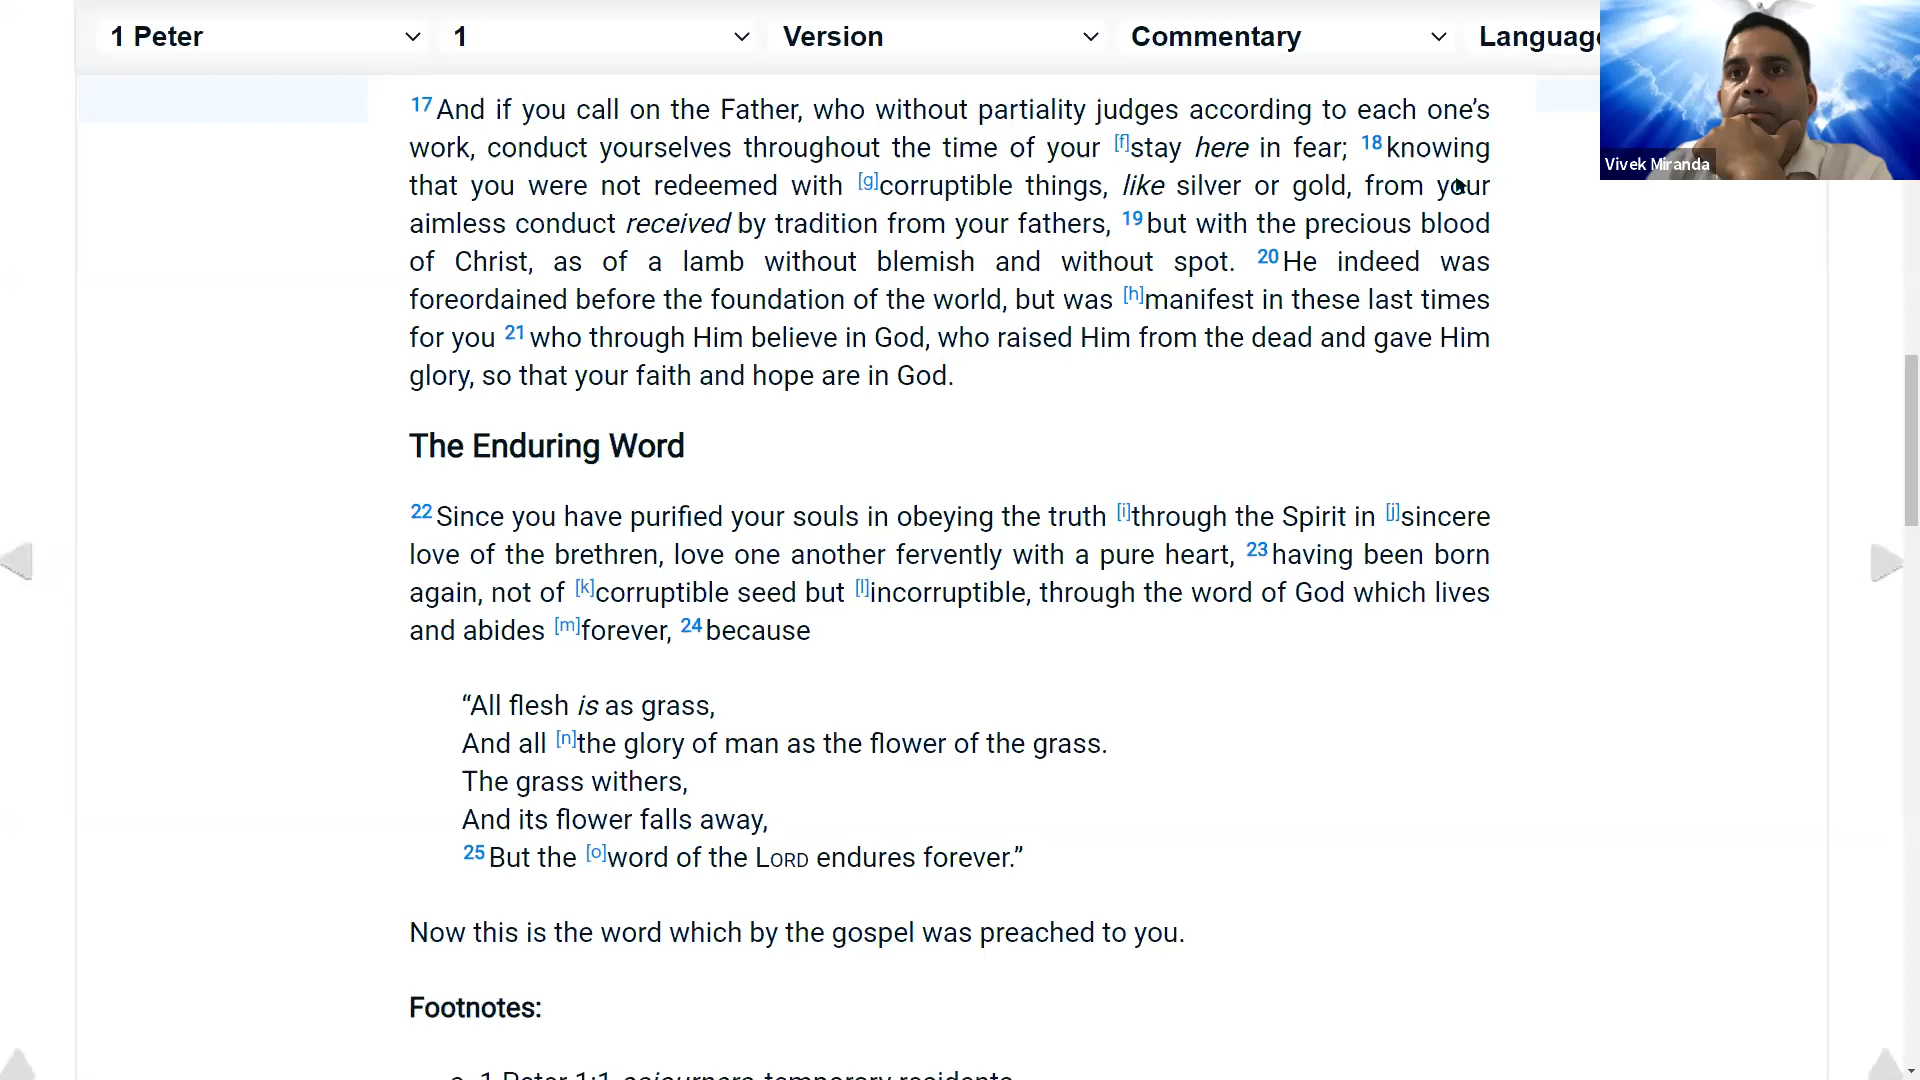 1 Peter 1 Version Commentary Language
Vivek Miranda
17 And if you call on the Father, who without partiality judges according to each one’s
work, conduct yourselves throughout the time of your [f]stay here in fear; 18 knowing
that you were not redeemed with [g]corruptible things, like silver or gold, from your
aimless conduct received by tradition from your fathers, 19 but with the precious blood
of Christ, as of a lamb without blemish and without spot. 20 He indeed was
foreordained before the foundation of the world, but was [h]manifest in these last times
for you 21 who through Him believe in God, who raised Him from the dead and gave Him
glory, so that your faith and hope are in God.
The Enduring Word
22 Since you have purified your souls in obeying the truth [i]through the Spirit in [j]sincere
love of the brethren, love one another fervently with a pure heart, 23 having been born
again, not of [k]corruptible seed but [l]incorruptible, through the word of God which lives
and abides [m]forever, 24 because
“All flesh is as grass,
And all [n]the glory of man as the flower of the grass.
The grass withers,
And its flower falls away,
25 But the [o]word of the LORD endures forever.”
Now this is the word which by the gospel was preached to you.
Footnotes:
a. 1 Peter 1:1 sojourners, temporary residents